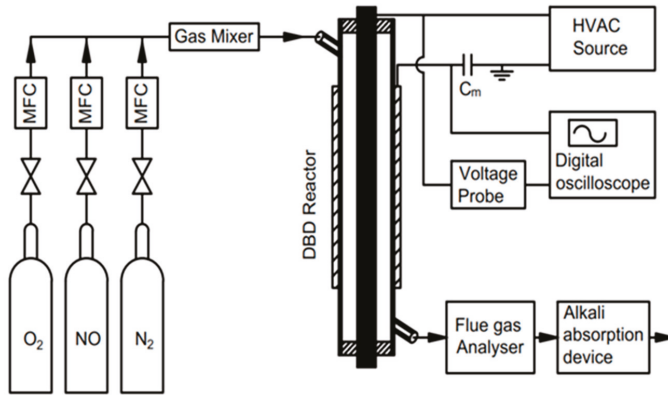 Gas Mixer
MFC
MFC
MFC
O2
NO
N2
DBD Reactor
HVAC
Source
Cm
Digital
oscilloscope
Voltage
Probe
Flue gas
Analyser
Alkali
absorption
device